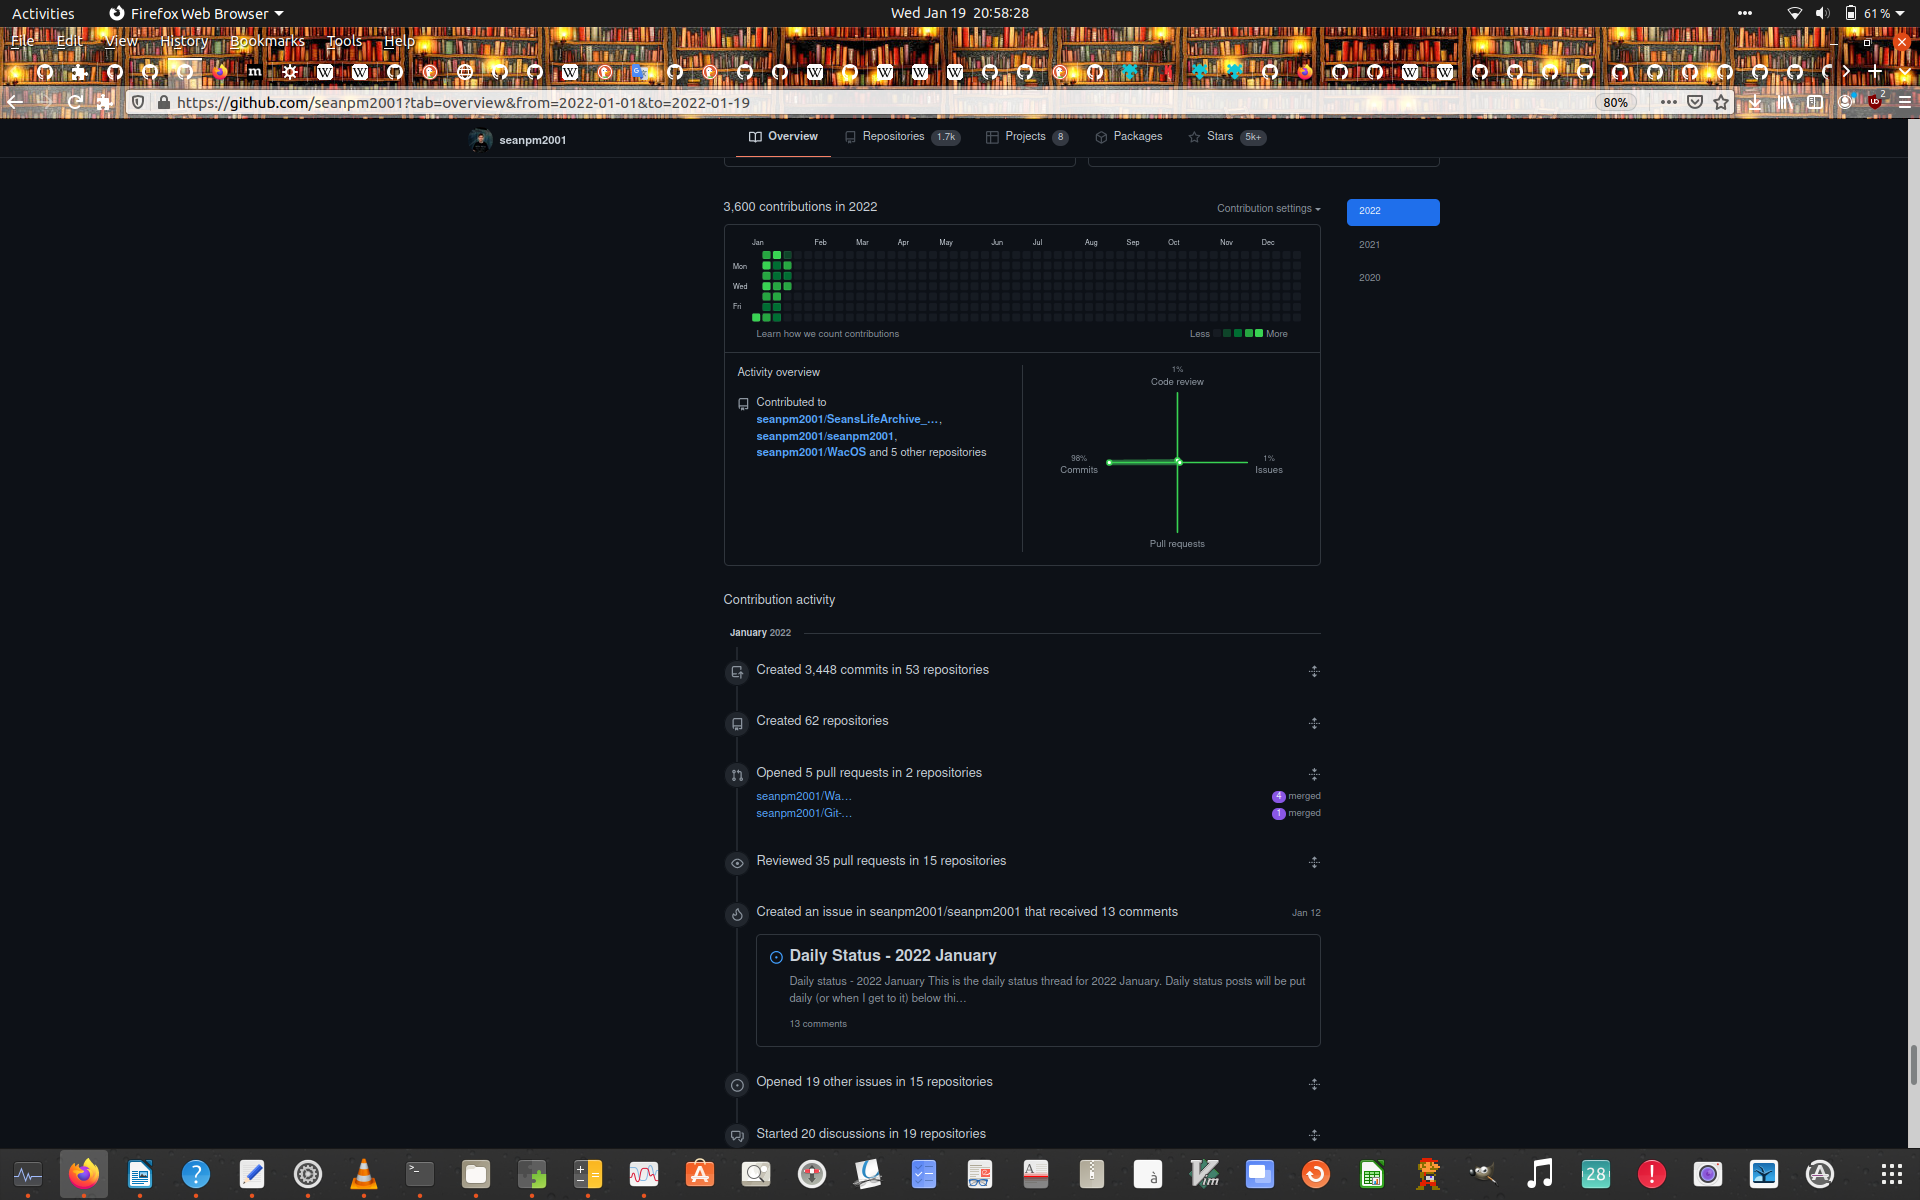 Activities
Firefox Web Browser
Wed Jan 19 20:58:28
61 %
File Edit View History Bookmarks Tools Help
https://github.com/seanpm2001?tab=overview&from=2022-01-01&to=2022-01-19
80%
2
seanpm2001
Overview
Repositories 1.7k
Projects 8
Packages
Stars 5k+
3,600 contributions in 2022
Contribution settings
2022
2021
2020
Jan Feb Mar Apr May Jun Jul Aug Sep Oct Nov Dec
Mon
Wed
Fri
Learn how we count contributions
Less More
Activity overview
Contributed to
seanpm2001/SeansLifeArchive_…,
seanpm2001/seanpm2001,
seanpm2001/WacOS and 5 other repositories
1%
Code review
98%
Commits
1%
Issues
Pull requests
Contribution activity
January 2022
Created 3,448 commits in 53 repositories
Created 62 repositories
Opened 5 pull requests in 2 repositories
seanpm2001/Wa…
4 merged
seanpm2001/Git-…
1 merged
Reviewed 35 pull requests in 15 repositories
Created an issue in seanpm2001/seanpm2001 that received 13 comments
Jan 12
Daily Status - 2022 January
Daily status - 2022 January This is the daily status thread for 2022 January. Daily status posts will be put
daily (or when I get to it) below thi…
13 comments
Opened 19 other issues in 15 repositories
Started 20 discussions in 19 repositories
28